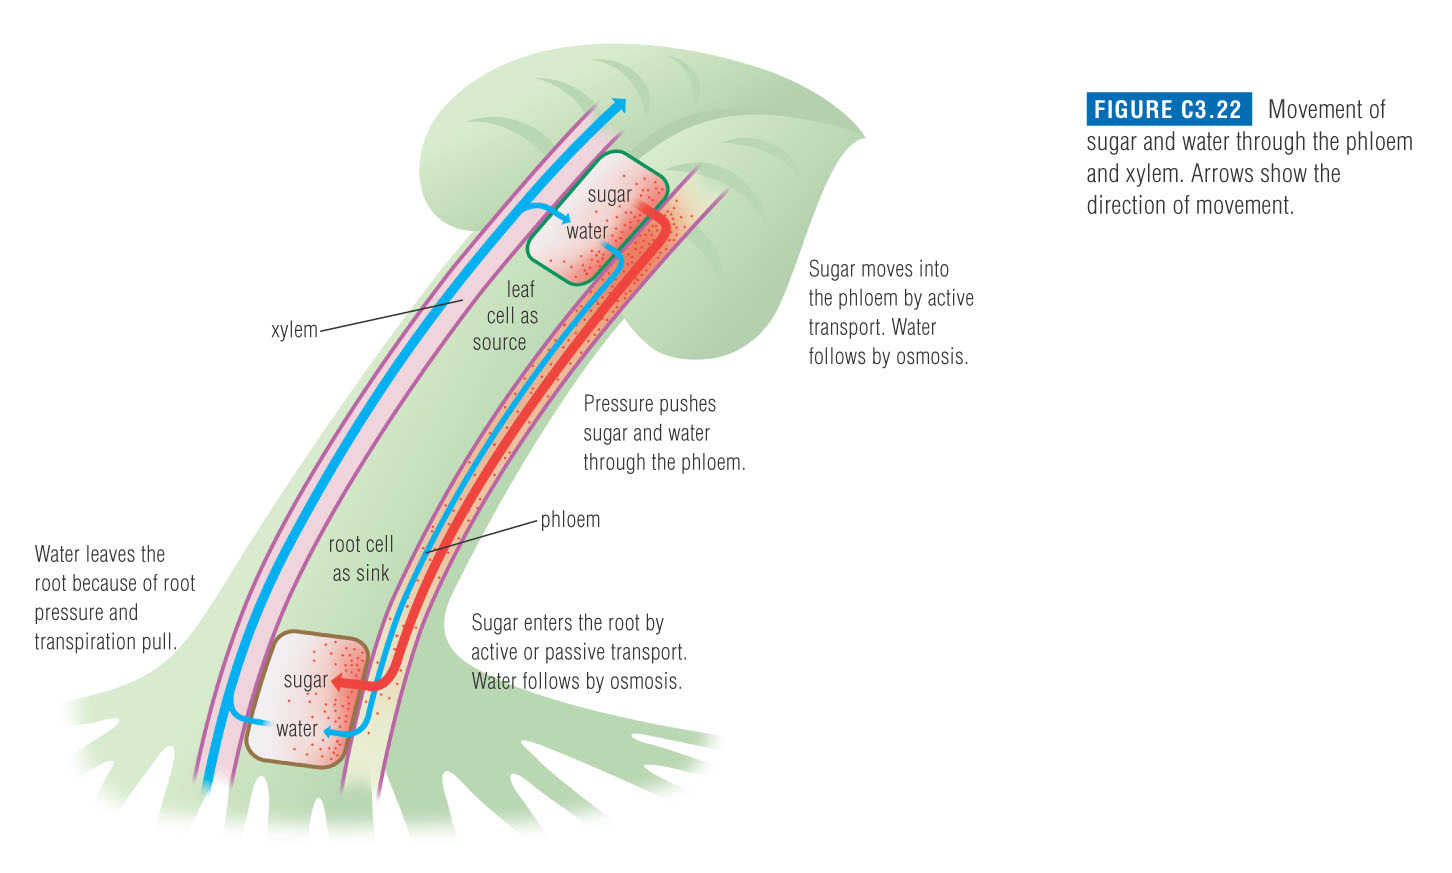 FIGURE C3.22 Movement of
sugar and water through the phloem
and xylem. Arrows show the
direction of movement.
sugar
water
leaf
cell as
source
xylem
Sugar moves into
the phloem by active
transport. Water
follows by osmosis.
Pressure pushes
sugar and water
through the phloem.
phloem
root cell
as sink
Water leaves the
root because of root
pressure and
transpiration pull.
Sugar enters the root by
active or passive transport.
Water follows by osmosis.
sugar
water